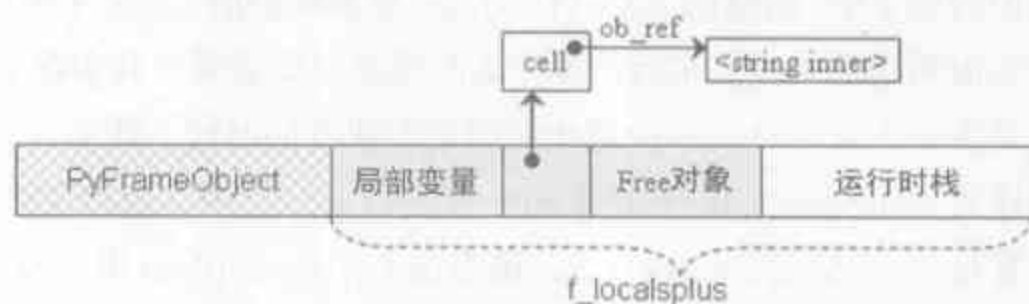 ob_ref
cell
<string inner>
PyFrameObject
局部变量
Free对象
运行时栈
f_localsplus